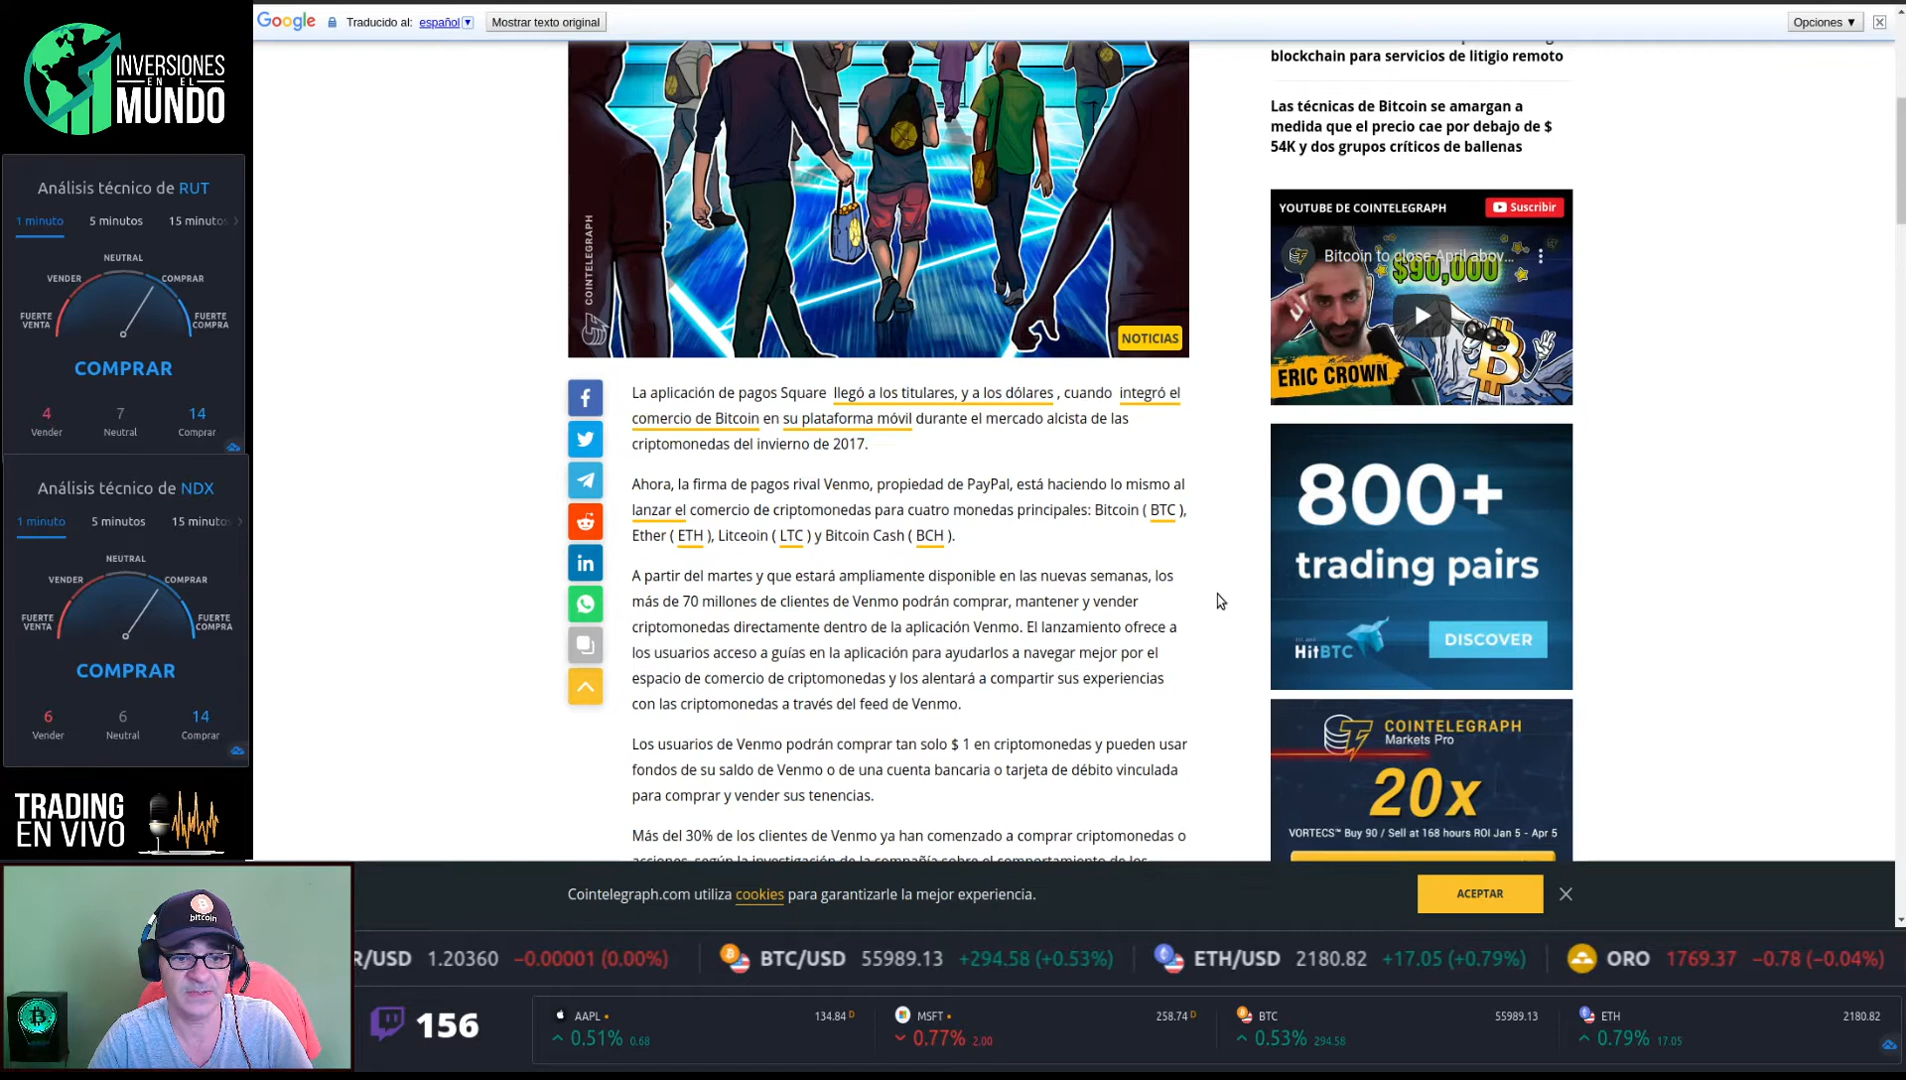 Google Traducido al: español ▼ Mostrar texto original Opciones ▼
INVERSIONES
EN EL
MUNDO
Análisis técnico de RUT
1 minuto 5 minutos 15 minutos
NEUTRAL
VENDER COMPRAR
FUERTE VENTA FUERTE COMPRA
COMPRAR
4 7 14
Vender Neutral Comprar
Análisis técnico de NDX
1 minuto 5 minutos 15 minutos
NEUTRAL
VENDER COMPRAR
FUERTE VENTA FUERTE COMPRA
COMPRAR
6 6 14
Vender Neutral Comprar
TRADING
EN VIVO
bitcoin
COINTELEGRAPH
NOTICIAS
La aplicación de pagos Square llegó a los titulares, y a los dólares , cuando integró el
comercio de Bitcoin en su plataforma móvil durante el mercado alcista de las
criptomonedas del invierno de 2017.
Ahora, la firma de pagos rival Venmo, propiedad de PayPal, está haciendo lo mismo al
lanzar el comercio de criptomonedas para cuatro monedas principales: Bitcoin ( BTC ),
Ether ( ETH ), Litceoin ( LTC ) y Bitcoin Cash ( BCH ).
A partir del martes y que estará ampliamente disponible en las nuevas semanas, los
más de 70 millones de clientes de Venmo podrán comprar, mantener y vender
criptomonedas directamente dentro de la aplicación Venmo. El lanzamiento ofrece a
los usuarios acceso a guías en la aplicación para ayudarlos a navegar mejor por el
espacio de comercio de criptomonedas y los alentará a compartir sus experiencias
con las criptomonedas a través del feed de Venmo.
Los usuarios de Venmo podrán comprar tan solo $ 1 en criptomonedas y pueden usar
fondos de su saldo de Venmo o de una cuenta bancaria o tarjeta de débito vinculada
para comprar y vender sus tenencias.
Más del 30% de los clientes de Venmo ya han comenzado a comprar criptomonedas o
acciones, según la investigación de la compañía sobre el comportamiento de los
blockchain para servicios de litigio remoto
Las técnicas de Bitcoin se amargan a
medida que el precio cae por debajo de $
54K y dos grupos críticos de ballenas
YOUTUBE DE COINTELEGRAPH Suscribir
Bitcoin to close April abov...
$90,000
ERIC CROWN
800+
trading pairs
HitBTC DISCOVER
COINTELEGRAPH
Markets Pro
20x
VORTECS™ Buy 90 / Sell at 168 hours ROI Jan 5 - Apr 5
Cointelegraph.com utiliza cookies para garantizarle la mejor experiencia. ACEPTAR
R/USD 1.20360 −0.00001 (0.00%) BTC/USD 55989.13 +294.58 (+0.53%) ETH/USD 2180.82 +17.05 (+0.79%) ORO 1769.37 −0.78 (−0.04%)
156
AAPL 134.84 D MSFT 258.74 D BTC 55989.13 ETH 2180.82
0.51% 0.68 0.77% 2.00 0.53% 294.58 0.79% 17.05